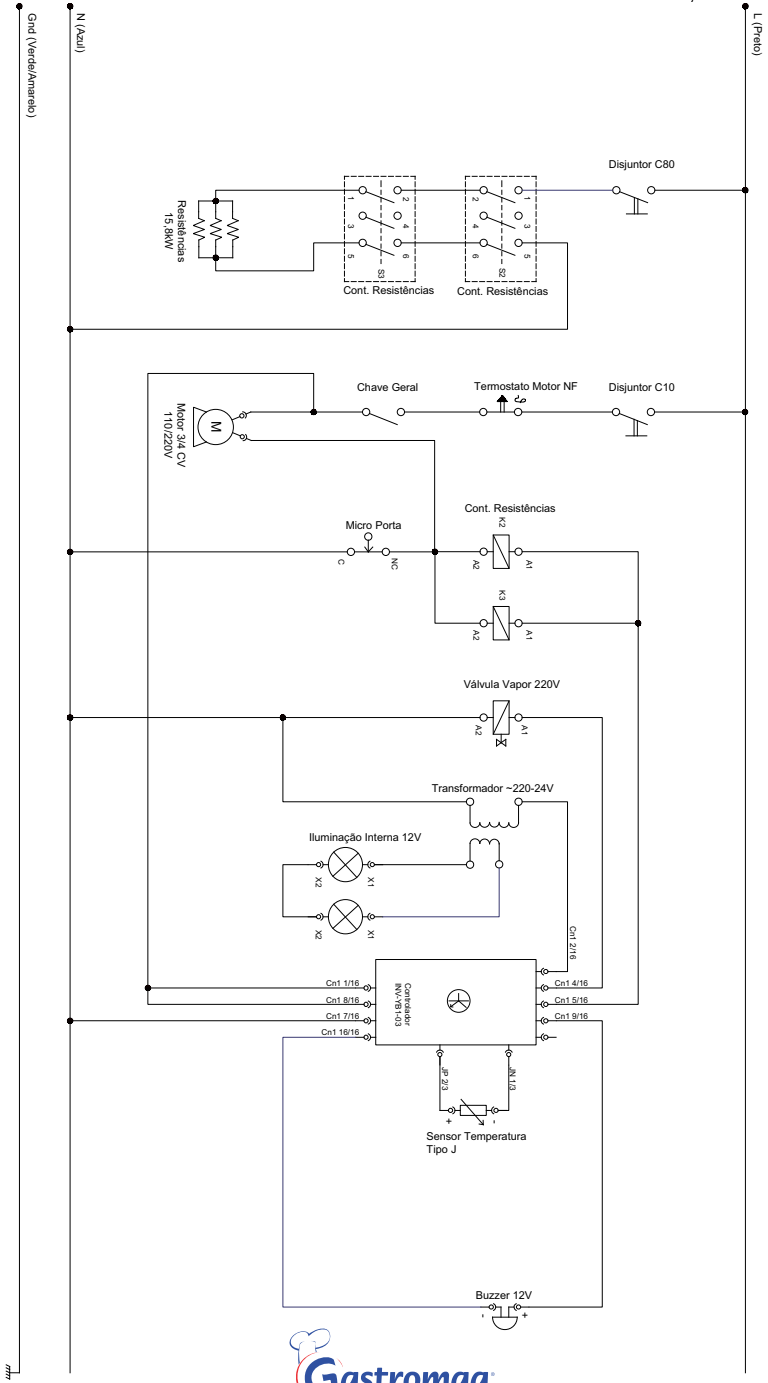 Gnd (Verde/Amarelo)
N (Azul)
L (Preto)
Disjuntor C80
Resistências
15,8kW
1
2
3
4
5
6
S3
Cont. Resistências
2
1
4
3
6
5
S2
Cont. Resistências
Chave Geral
Termostato Motor NF
Disjuntor C10
M
Motor 3/4 CV
110/220V
Cont. Resistências
K2
A2
A1
Micro Porta
C
NC
K3
A2
A1
Válvula Vapor 220V
A2
A1
Transformador ~220-24V
Iluminação Interna 12V
X2
X1
X2
X1
Cn1 2/16
Cn1 1/16
Cn1 8/16
Cn1 7/16
Cn1 16/16
Controlador
INV-YB1-03
Cn1 4/16
Cn1 5/16
Cn1 9/16
JP 2/3
JN 1/3
+
-
Sensor Temperatura
Tipo J
Buzzer 12V
-
+
Gastromaq